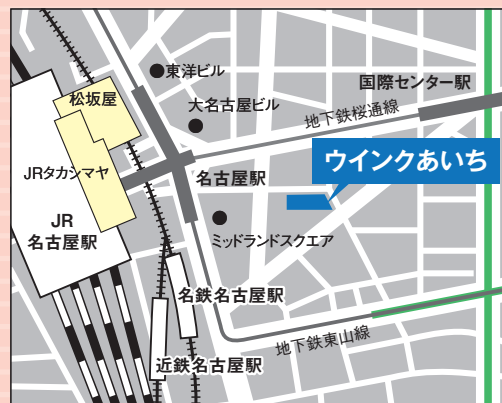 東洋ビル
松坂屋
大名古屋ビル
国際センター駅
地下鉄桜通線
ウインクあいち
JRタカシマヤ
名古屋駅
JR
名古屋駅
ミッドランドスクエア
名鉄名古屋駅
地下鉄東山線
近鉄名古屋駅